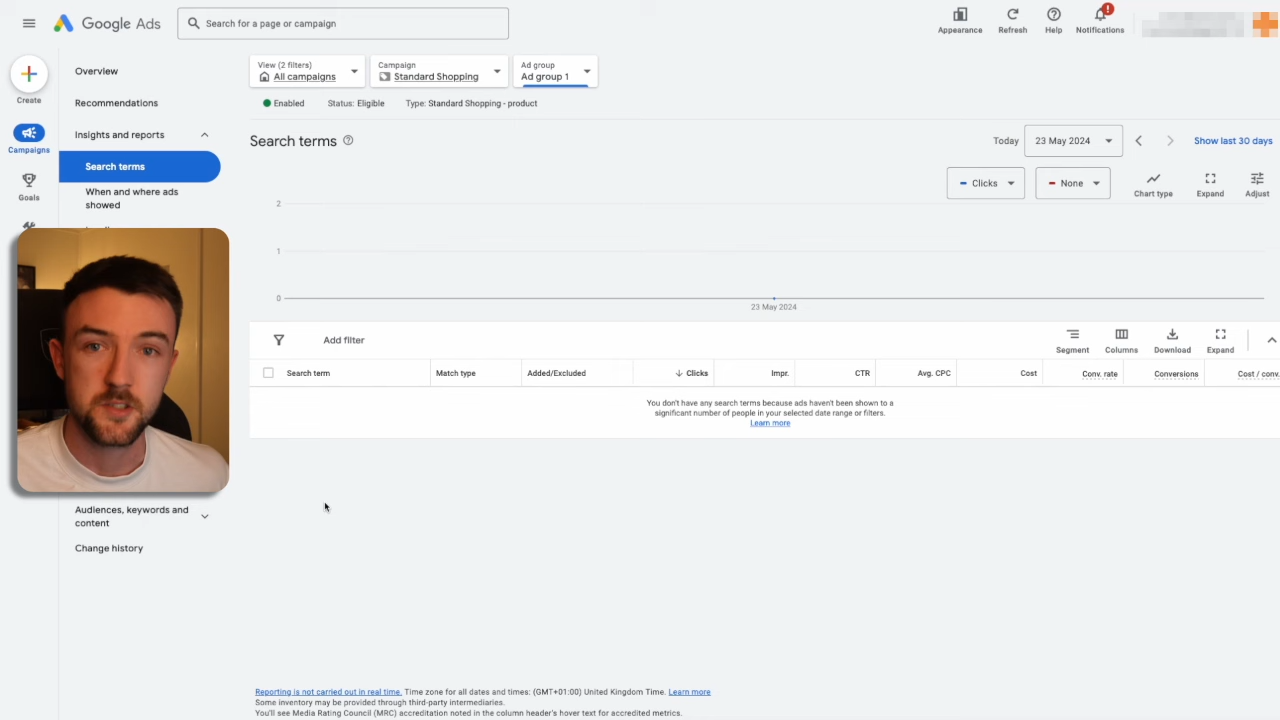 Google Ads
Search for a page or campaign
Appearance
Refresh
Help
Notifications
!
Create
Campaigns
Goals
Overview
Recommendations
Insights and reports
Search terms
When and where ads
showed
Audiences, keywords and
content
Change history
View (2 filters)
All campaigns
Campaign
Standard Shopping
Ad group
Ad group 1
Enabled
Status: Eligible
Type: Standard Shopping - product
Search terms
Today
23 May 2024
Show last 30 days
Clicks
None
Chart type
Expand
Adjust
2
1
0
23 May 2024
Add filter
Segment
Columns
Download
Expand
Search term
Match type
Added/Excluded
Clicks
Impr.
CTR
Avg. CPC
Cost
Conv. rate
Conversions
Cost / conv.
You don't have any search terms because ads haven't been shown to a
significant number of people in your selected date range or filters.
Learn more
Reporting is not carried out in real time. Time zone for all dates and times: (GMT+01:00) United Kingdom Time. Learn more
Some inventory may be provided through third-party intermediaries.
You'll see Media Rating Council (MRC) accreditation noted in the column header's hover text for accredited metrics.